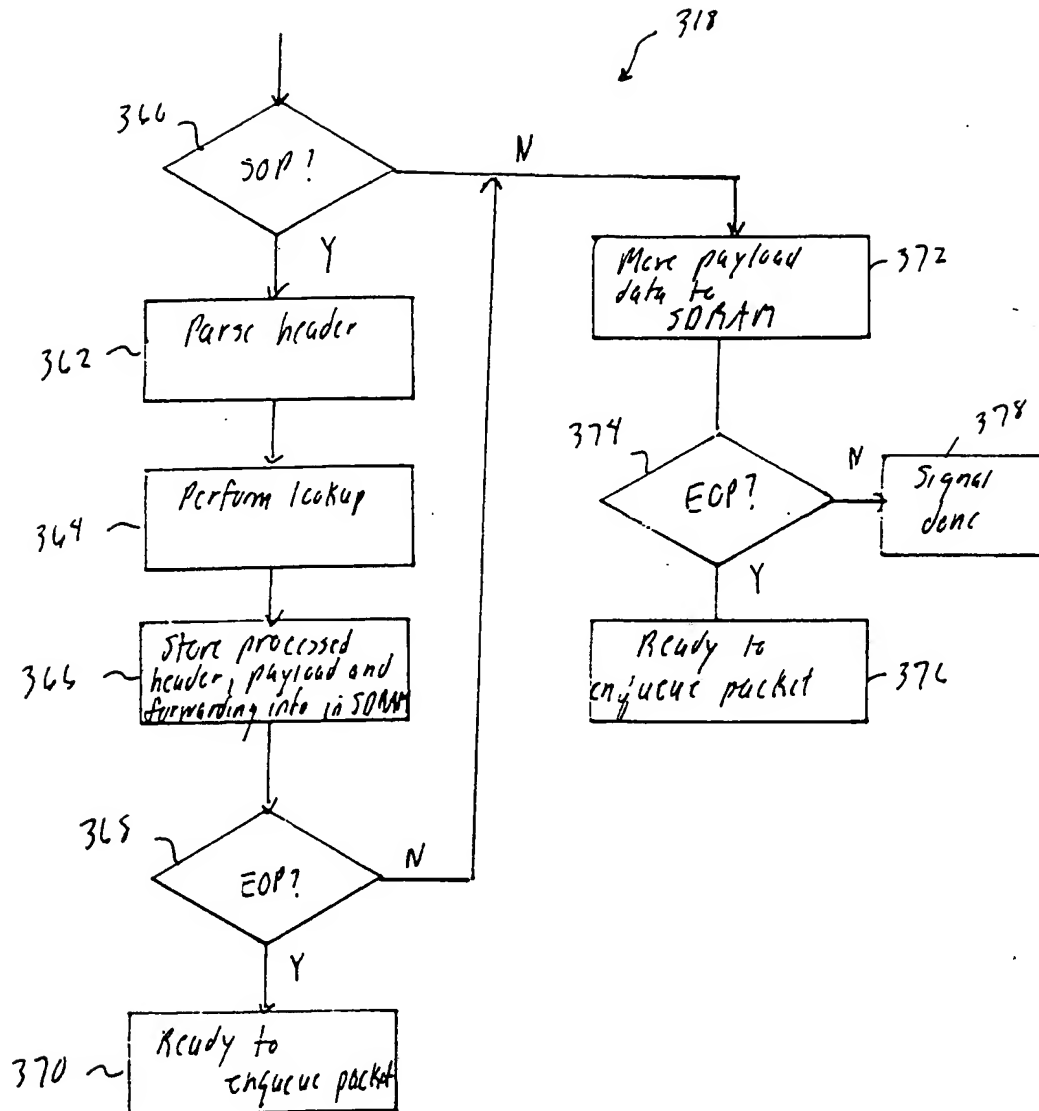 318
360
SOP?
N
Y
Move payload
data to
SDRAM
372
Parse header
362
374
EOP?
N
378
Signal
done
Perform lookup
364
Y
Store processed
header, payload and
forwarding info in SDRAM
366
Ready to
enqueue packet
376
368
EOP?
N
Y
Ready to
enqueue packet
370